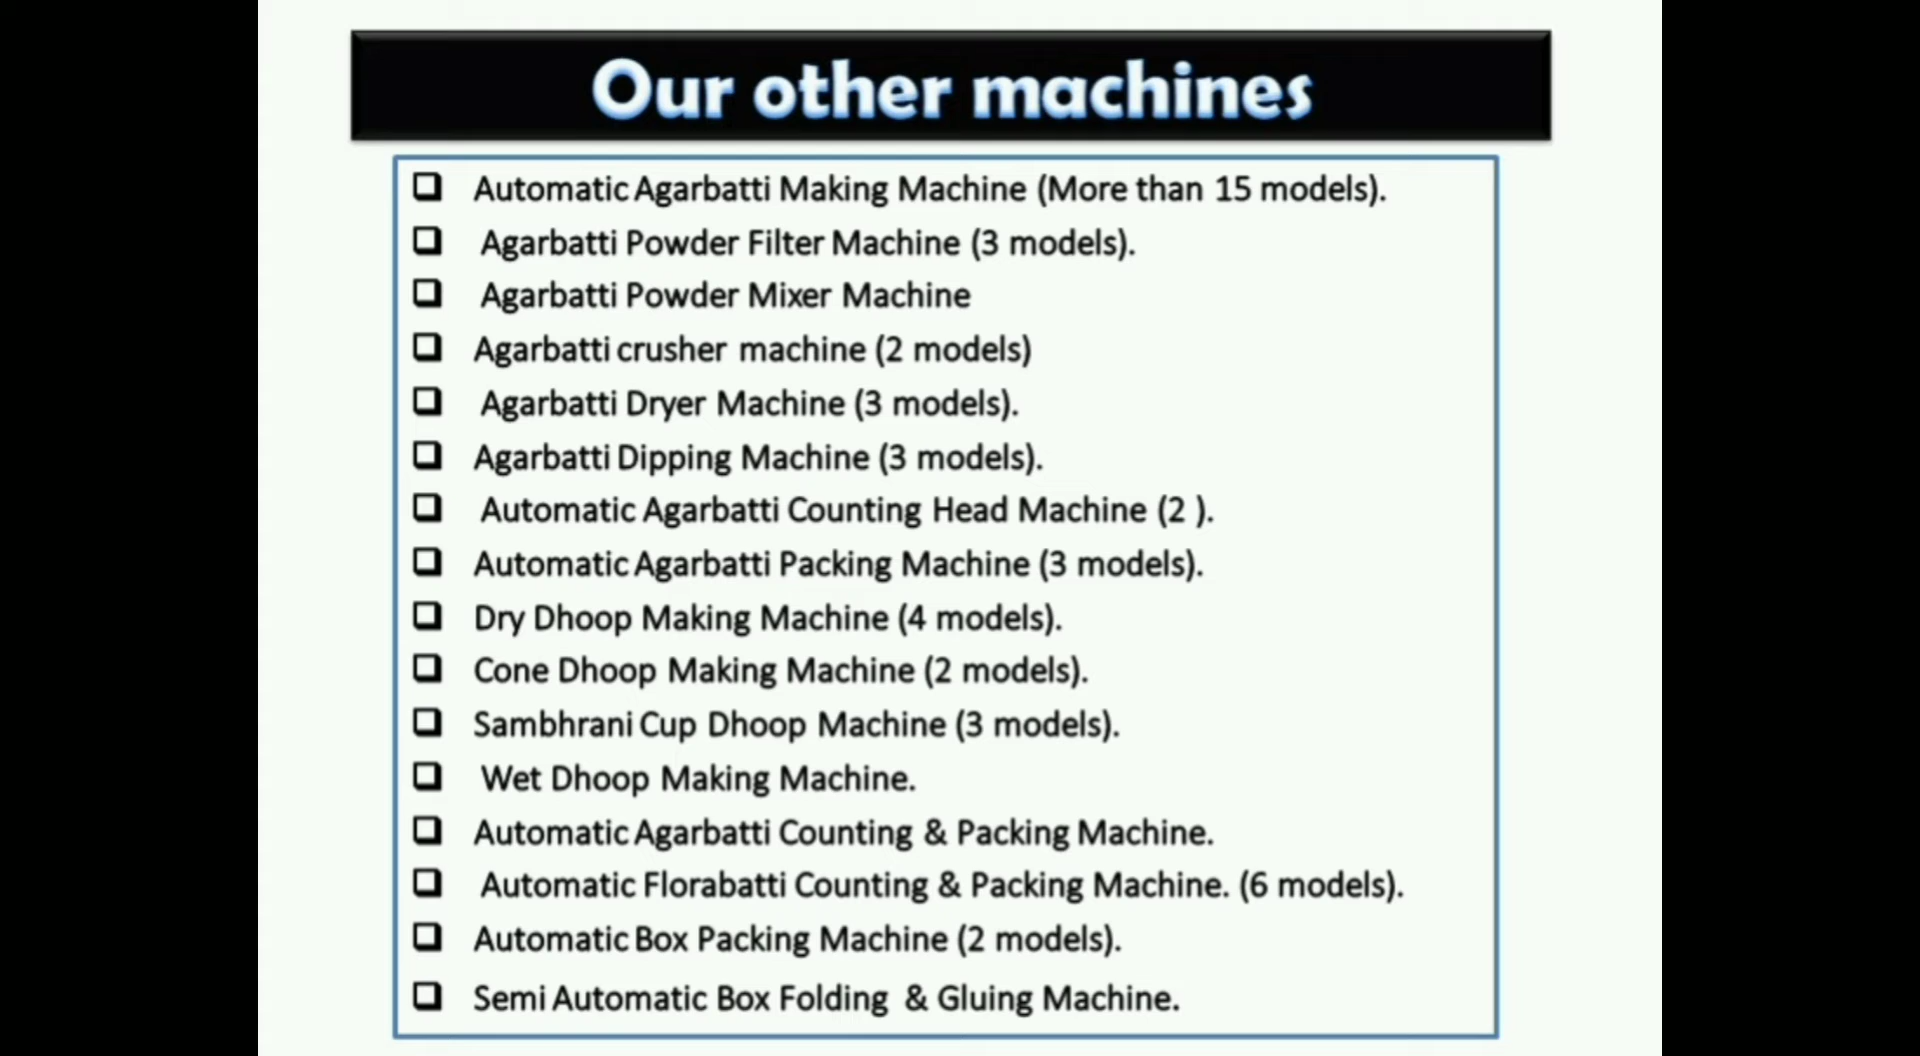 Our other machines
Automatic Agarbatti Making Machine (More than 15 models).
Agarbatti Powder Filter Machine (3 models).
Agarbatti Powder Mixer Machine
Agarbatti crusher machine (2 models)
Agarbatti Dryer Machine (3 models).
Agarbatti Dipping Machine (3 models).
Automatic Agarbatti Counting Head Machine (2 ).
Automatic Agarbatti Packing Machine (3 models).
Dry Dhoop Making Machine (4 models).
Cone Dhoop Making Machine (2 models).
Sambhrani Cup Dhoop Machine (3 models).
Wet Dhoop Making Machine.
Automatic Agarbatti Counting & Packing Machine.
Automatic Florabatti Counting & Packing Machine. (6 models).
Automatic Box Packing Machine (2 models).
Semi Automatic Box Folding & Gluing Machine.